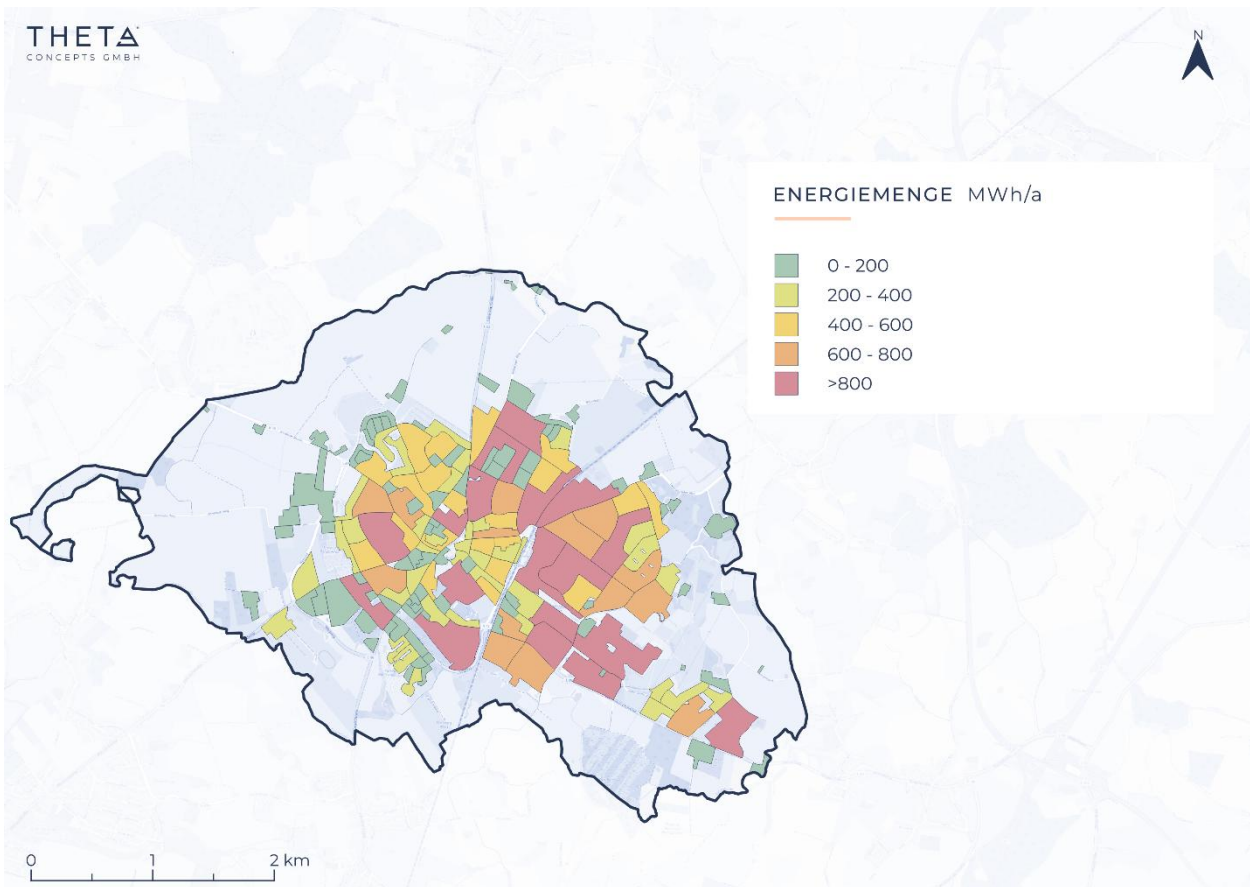 THETA
CONCEPTS GMBH
N
ENERGIEMENGE MWh/a
0 - 200
200 - 400
400 - 600
600 - 800
>800
0 1 2 km